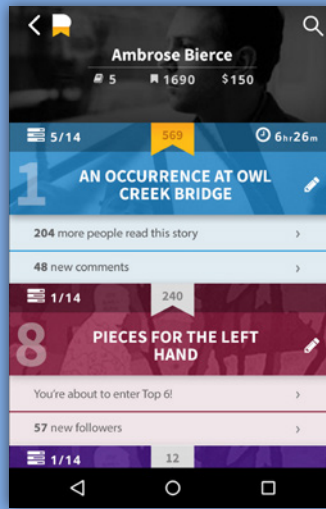 Ambrose Bierce
5 1690 $150
5/14 569 6hr26m
1 AN OCCURRENCE AT OWL
CREEK BRIDGE
204 more people read this story
48 new comments
1/14 240
8 PIECES FOR THE LEFT
HAND
You're about to enter Top 6!
57 new followers
1/14 12